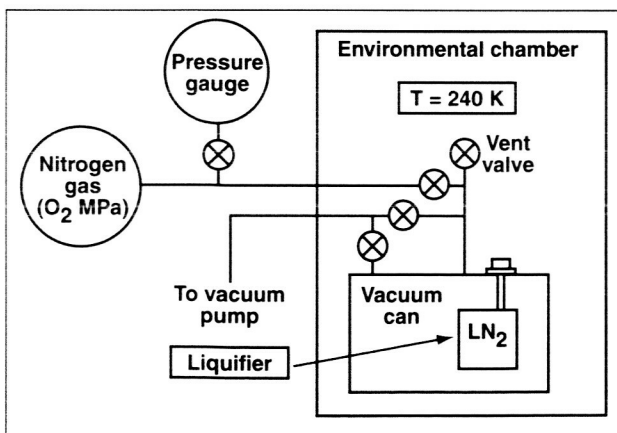 Pressure
gauge
Environmental chamber
T = 240 K
Vent
valve
Nitrogen
gas
(O₂ MPa)
To vacuum
pump
Vacuum
can
LN₂
Liquifier